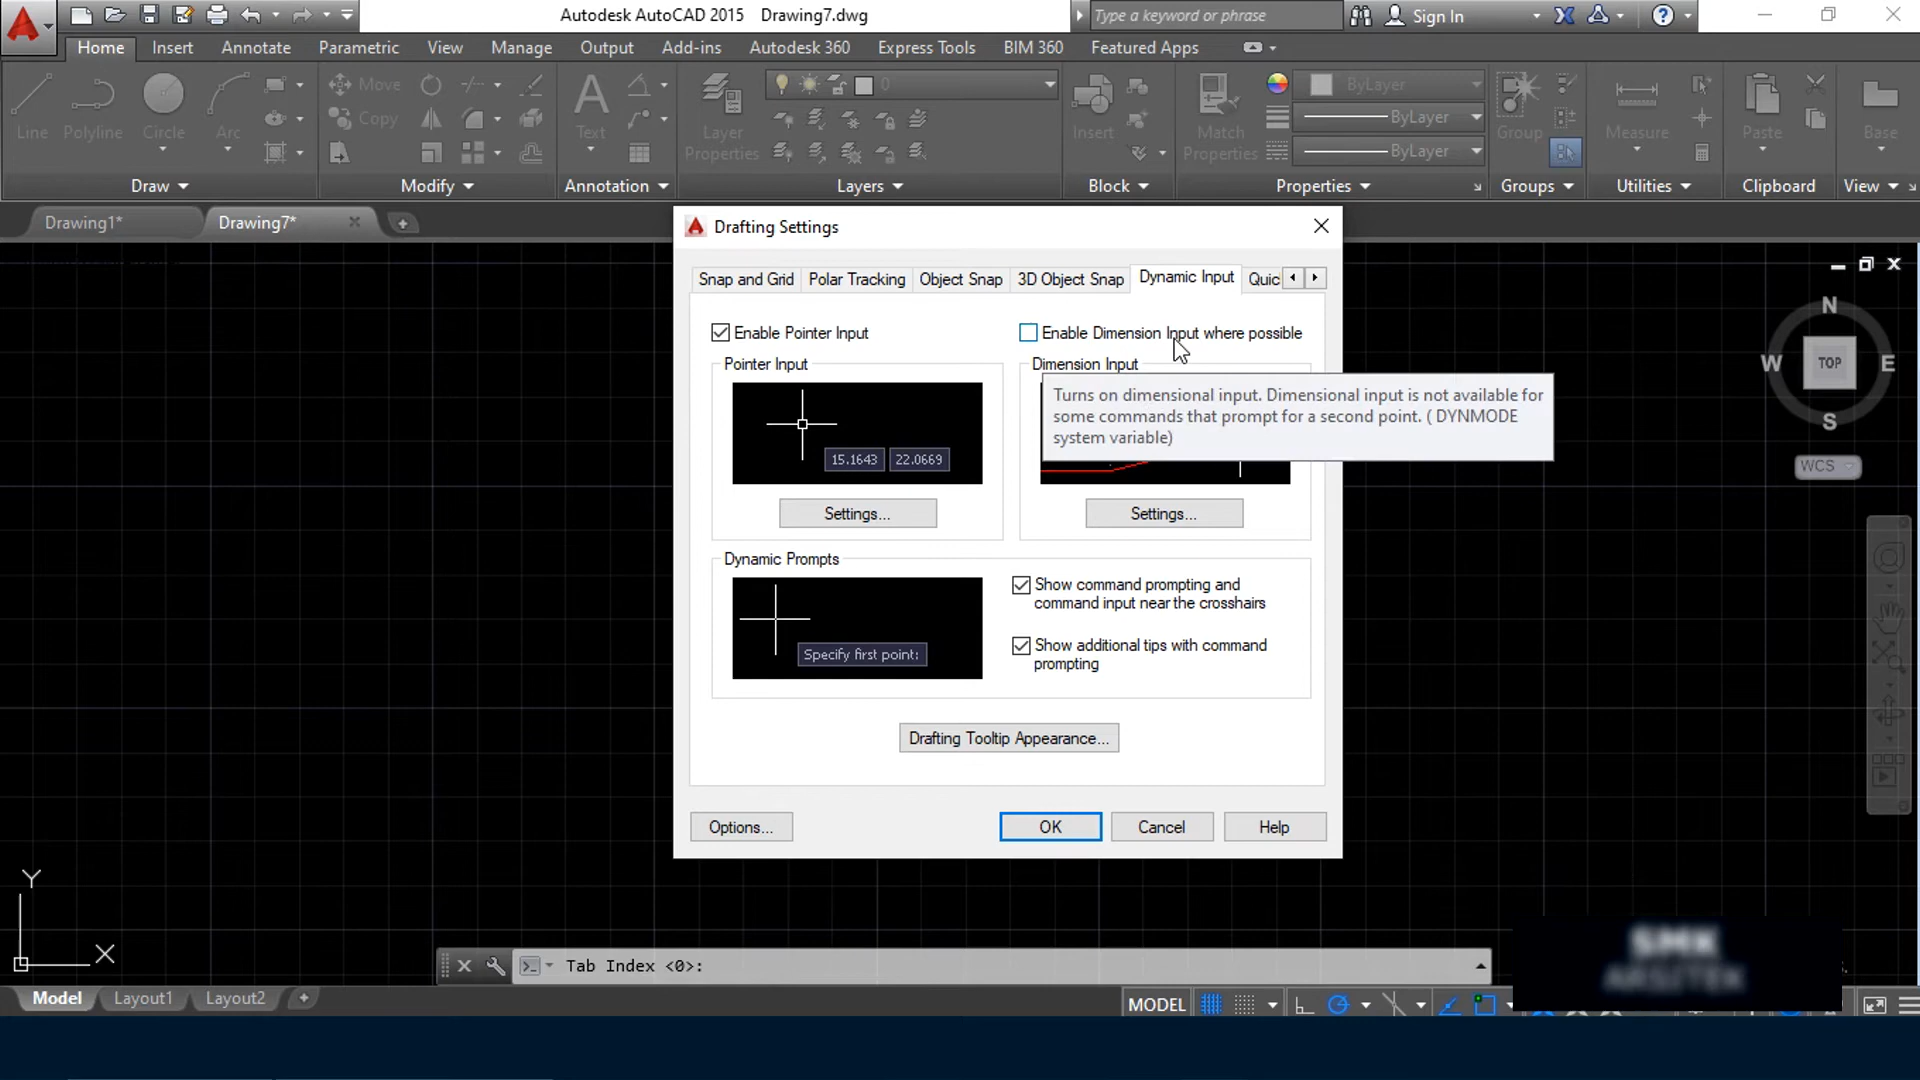 Autodesk AutoCAD 2015 Drawing7.dwg
Type a keyword or phrase
Sign In
Home Insert Annotate Parametric View Manage Output Add-ins Autodesk 360 Express Tools BIM 360 Featured Apps
Line Polyline Circle Arc
Move
Copy
Text
Layer
Properties
0
Insert
Match
Properties
ByLayer
ByLayer
ByLayer
Group
Measure
Paste
Base
Draw Modify Annotation Layers Block Properties Groups Utilities Clipboard View
Drawing1* Drawing7*
Drafting Settings
Snap and Grid Polar Tracking Object Snap 3D Object Snap Dynamic Input Quic
Enable Pointer Input
Enable Dimension Input where possible
Pointer Input
Dimension Input
Turns on dimensional input. Dimensional input is not available for
some commands that prompt for a second point. ( DYNMODE
system variable)
15.1643 22.0669
Settings...
Settings...
Dynamic Prompts
Specify first point:
Show command prompting and
command input near the crosshairs
Show additional tips with command
prompting
Drafting Tooltip Appearance...
Options... OK Cancel Help
N
W TOP E
S
WCS
Y
X
Tab Index <0>:
SMK
ARSITEK
Model Layout1 Layout2
MODEL